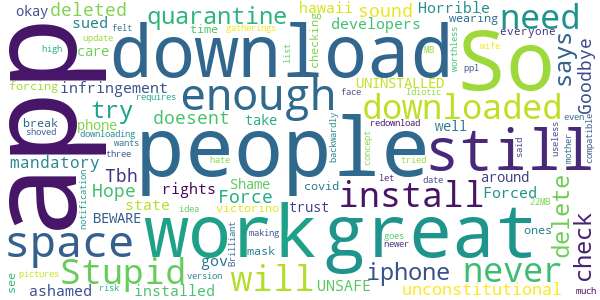 okay
deleted
sued
infringement
forcing
app
break
shoved
high
update
care
felt
gatherings
wearing
hawaii
Horrible
quarantine
sound
developers
time
list
checking
MB
worthless
everyone
wife
need
says
Goodbye
download
So
enough
UNINSTALLED
downloaded
try
phone
doesent
take
requires
face
Idiotic
ppl
well
redownload
backwardly
concept
tried
even
compatible
people
still
said
useless
mother
mandatory
Tbh
downloading
wants
three
hate
Hope
rights
Shame
Force
covid
victorino
trust
install
let
date
around
Forced
22MB
delete
check
notification
BEWARE
state
idea
making
mask
Brilliant
work
great
goes
newer
ones
space
gov
Stupid
will
UNSAFE
iphone
never
unconstitutional
much
see
ashamed
pictures
risk
installed
version